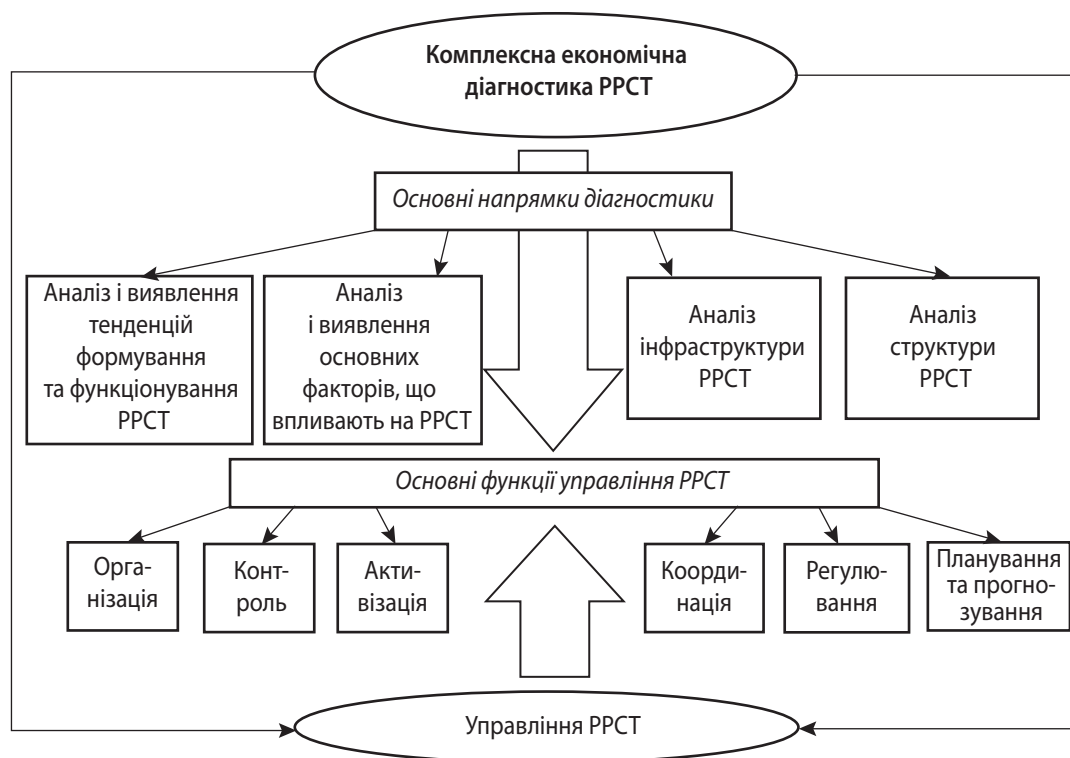 Комплексна економічна
діагностика РРСТ
Основні напрямки діагностики
Аналіз і виявлення
тенденцій
формування
та функціонування
РРСТ
Аналіз
і виявлення
основних
факторів, що
впливають на РРСТ
Аналіз
інфраструктури
РРСТ
Аналіз
структури
РРСТ
Основні функції управління РРСТ
Орга-
нізація
Конт-
роль
Акти-
візація
Коорди-
нація
Регулю-
вання
Планування
та прогно-
зування
Управління РРСТ